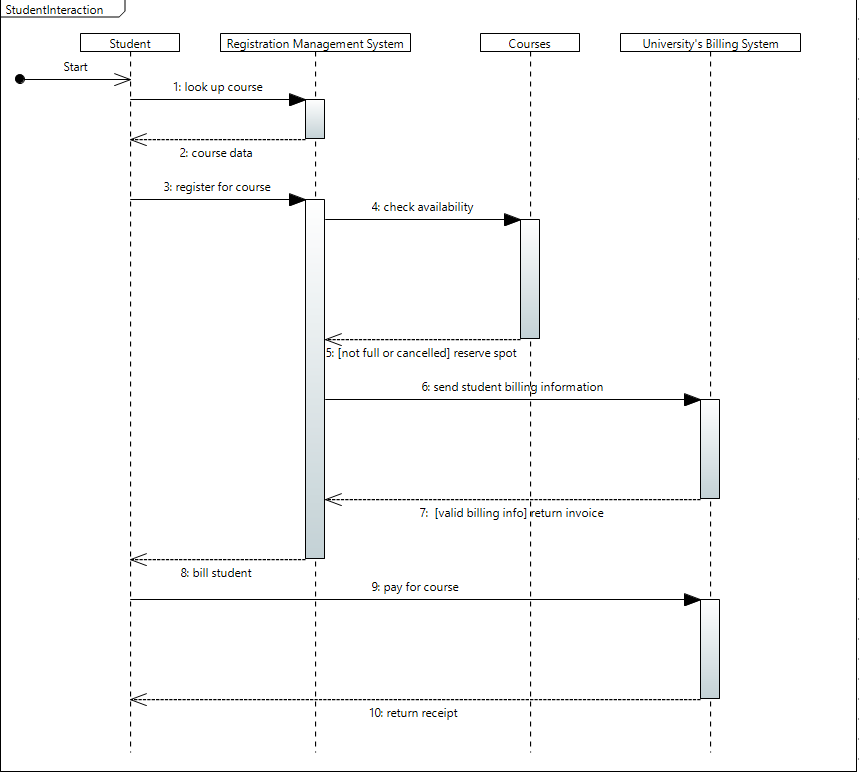 StudentInteraction
Student
Registration Management System
Courses
University's Billing System
Start
1: look up course
2: course data
3: register for course
4: check availability
5: [not full or cancelled] reserve spot
6: send student billing information
7: [valid billing info] return invoice
8: bill student
9: pay for course
10: return receipt